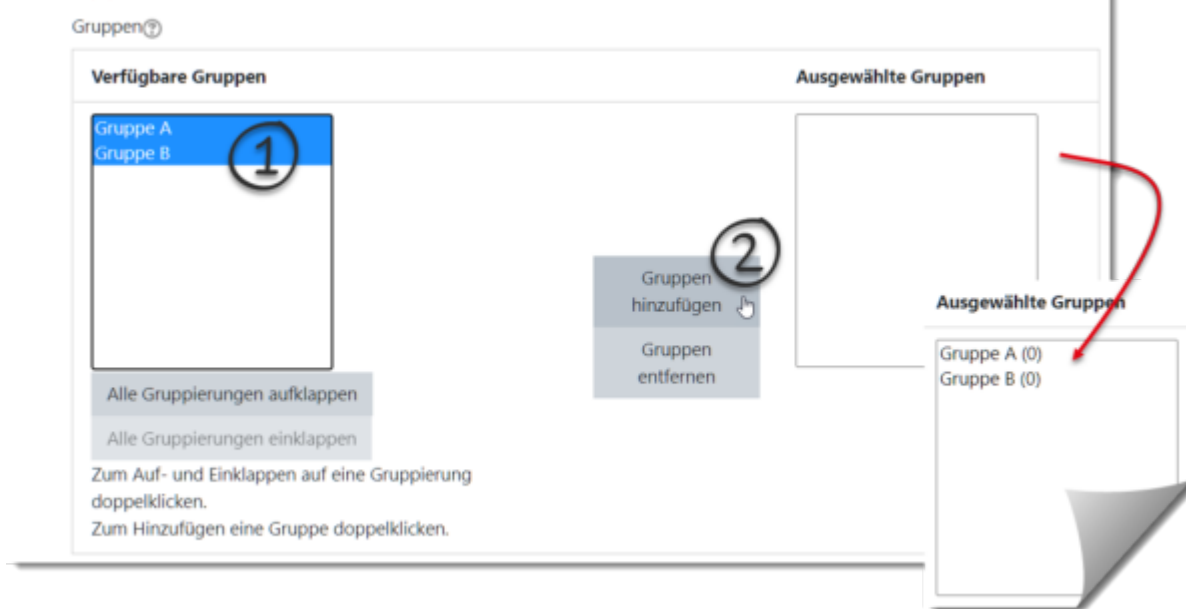 Gruppen?
Verfügbare Gruppen
Ausgewählte Gruppen
Gruppe A
Gruppe B
1
2
Gruppen
hinzufügen
Gruppen
entfernen
Alle Gruppierungen aufklappen
Alle Gruppierungen einklappen
Zum Auf- und Einklappen auf eine Gruppierung
doppelklicken.
Zum Hinzufügen eine Gruppe doppelklicken.
Ausgewählte Gruppen
Gruppe A (0)
Gruppe B (0)